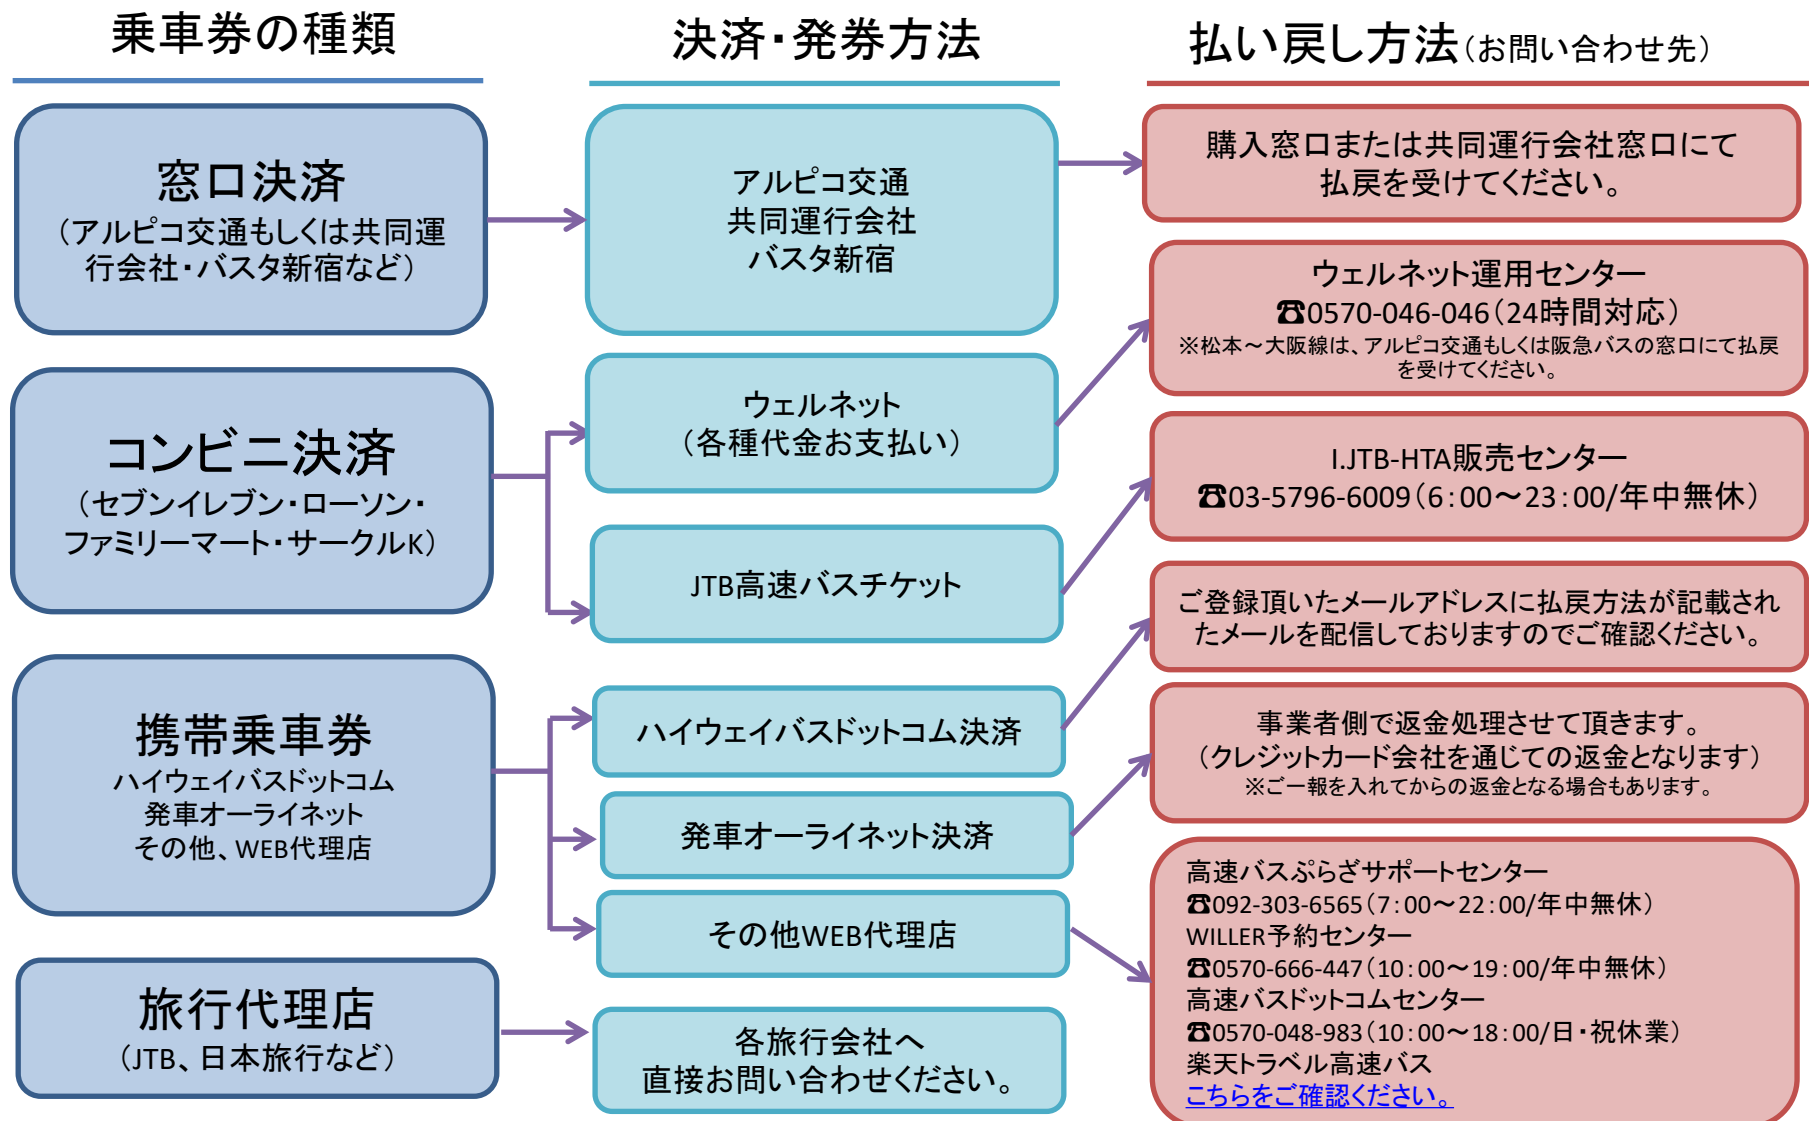 乗車券の種類
決済・発券方法
払い戻し方法(お問い合わせ先)
窓口決済
(アルピコ交通もしくは共同運
行会社・バスタ新宿など)
アルピコ交通
共同運行会社
バスタ新宿
購入窓口または共同運行会社窓口にて
払戻を受けてください。
コンビニ決済
(セブンイレブン・ローソン・
ファミリーマート・サークルK)
ウェルネット
(各種代金お支払い)
ウェルネット運用センター
☎0570-046-046(24時間対応)
※松本~大阪線は、アルピコ交通もしくは阪急バスの窓口にて払戻
を受けてください。
JTB高速バスチケット
I.JTB-HTA販売センター
☎03-5796-6009(6:00~23:00/年中無休)
携帯乗車券
ハイウェイバスドットコム
発車オーライネット
その他、WEB代理店
ハイウェイバスドットコム決済
ご登録頂いたメールアドレスに払戻方法が記載され
たメールを配信しておりますのでご確認ください。
発車オーライネット決済
事業者側で返金処理させて頂きます。
(クレジットカード会社を通じての返金となります)
※ご一報を入れてからの返金となる場合もあります。
その他WEB代理店
高速バスぷらざサポートセンター
☎092-303-6565(7:00~22:00/年中無休)
WILLER予約センター
☎0570-666-447(10:00~19:00/年中無休)
高速バスドットコムセンター
☎0570-048-983(10:00~18:00/日・祝休業)
楽天トラベル高速バス
こちらをご確認ください。
旅行代理店
(JTB、日本旅行など)
各旅行会社へ
直接お問い合わせください。